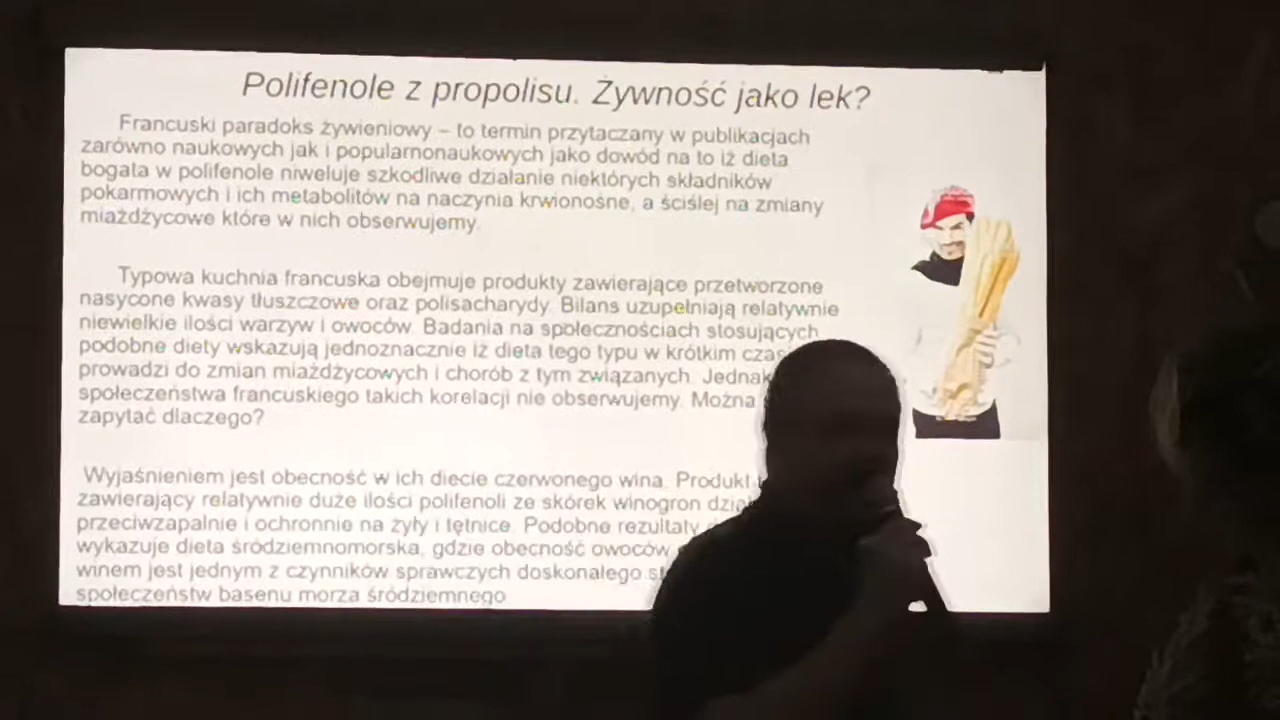 Polifenole z propolisu. Żywność jako lek?
Francuski paradoks żywieniowy – to termin przytaczany w publikacjach
zarówno naukowych jak i popularnonaukowych jako dowód na to iż dieta
bogata w polifenole niweluje szkodliwe działanie niektórych składników
pokarmowych i ich metabolitów na naczynia krwionośne, a ściślej na zmiany
miażdżycowe które w nich obserwujemy.
Typowa kuchnia francuska obejmuje produkty zawierające przetworzone
nasycone kwasy tłuszczowe oraz polisacharydy. Bilans uzupełniają relatywnie
niewielkie ilości warzyw i owoców. Badania na społecznościach stosujących
podobne diety wskazują jednoznacznie iż dieta tego typu w krótkim
prowadzi do zmian miażdżycowych i chorób z tym związanych. Jednak
społeczeństwa francuskiego takich korelacji nie obserwujemy. Można
zapytać dlaczego?
Wyjaśnieniem jest obecność w ich diecie czerwonego wina. Produkt
zawierający relatywnie duże ilości polifenoli ze skórek winogron
przeciwzapalnie i ochronnie na żyły i tętnice. Podobne rezultaty
wykazuje dieta śródziemnomorska, gdzie obecność owoców
winem jest jednym z czynników sprawczych doskonałego
społeczeństw basenu morza śródziemnego